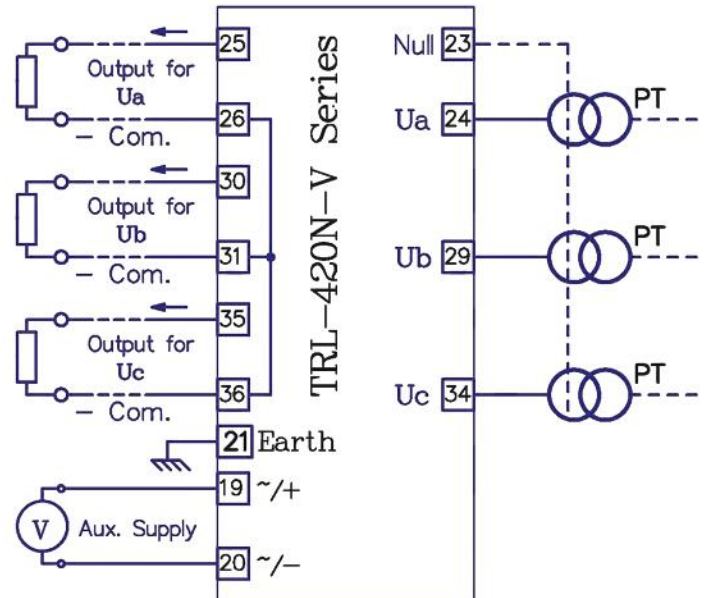 25
Output for
Ua
26
- Com.
30
Output for
Ub
31
- Com.
35
Output for
Uc
36
- Com.
21 Earth
19 ~/+
V Aux. Supply
20 ~/-
TRL-420N-V Series
Null 23
Ua 24
PT
Ub 29
PT
Uc 34
PT